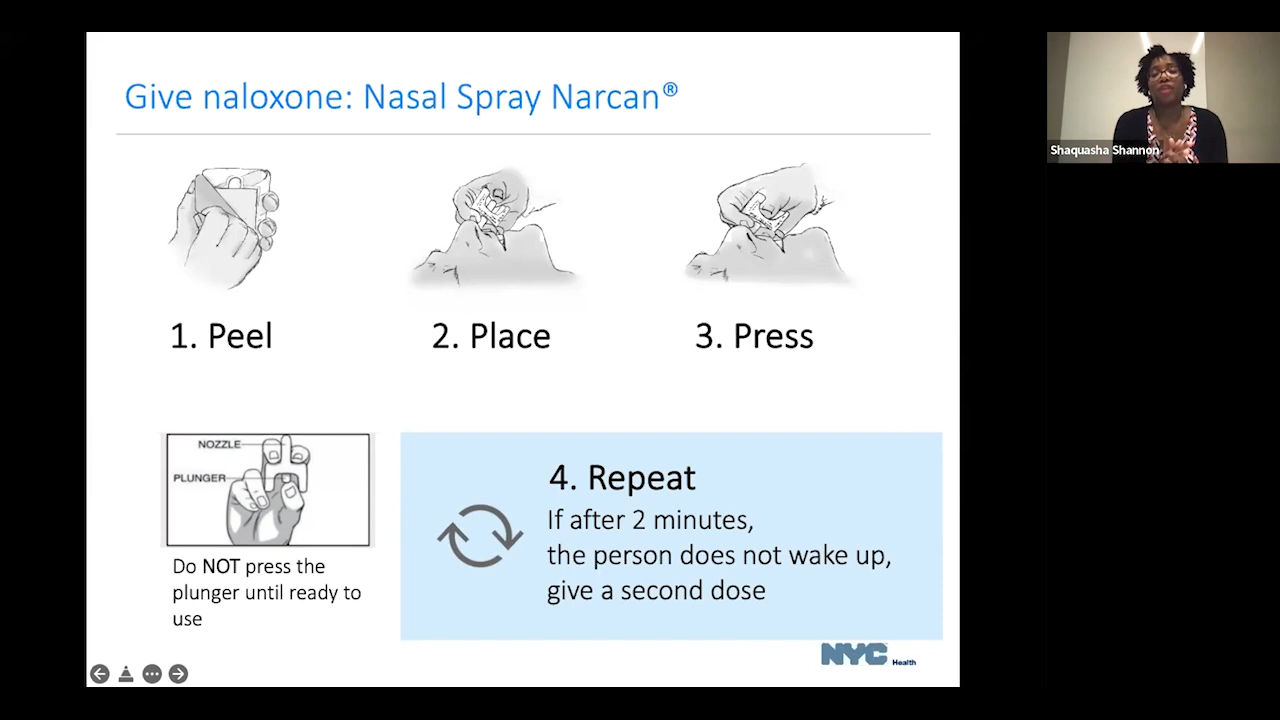 Give naloxone: Nasal Spray Narcan®
Shaquasha Shannon
1. Peel
2. Place
3. Press
NOZZLE
PLUNGER
Do NOT press the
plunger until ready to
use
4. Repeat
If after 2 minutes,
the person does not wake up,
give a second dose
NYC Health